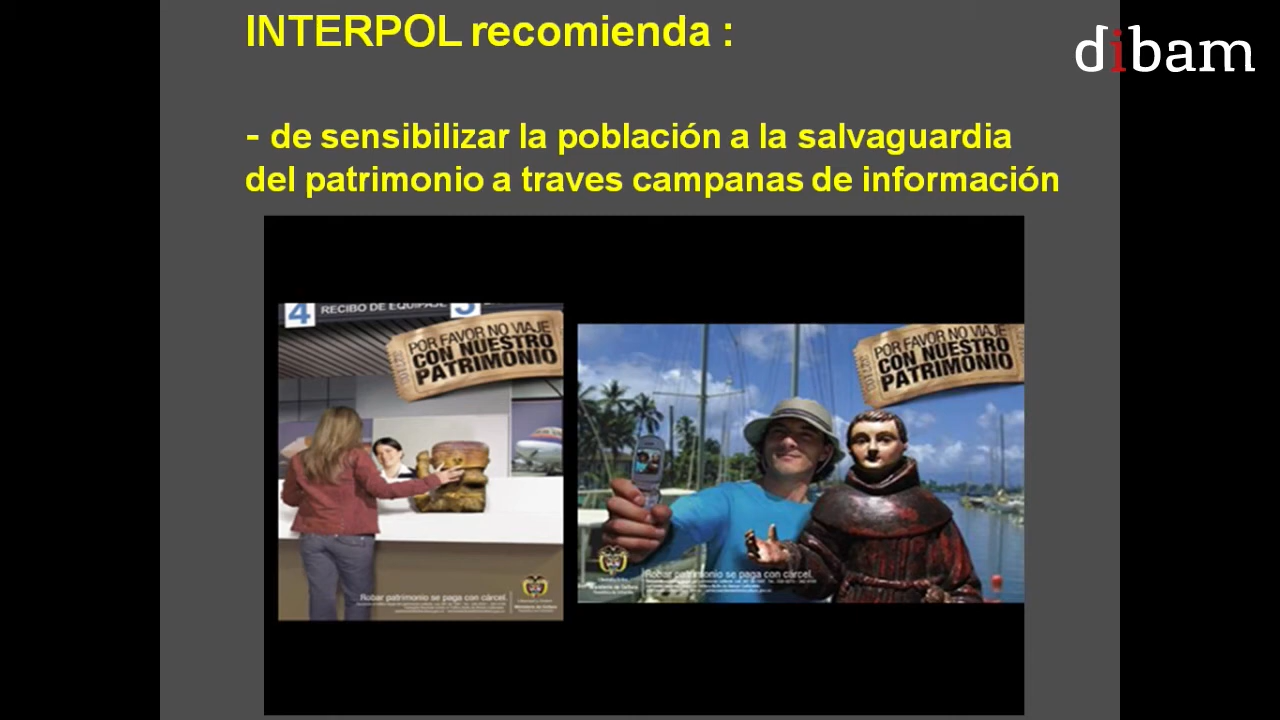 INTERPOL recomienda :
dibam
- de sensibilizar la población a la salvaguardia
del patrimonio a traves campanas de información
4 RECIBO DE EQUIPAJE 5
POR FAVOR NO VIAJE
CON NUESTRO
PATRIMONIO
Robar patrimonio se paga con cárcel.
POR FAVOR NO VIAJE
CON NUESTRO
PATRIMONIO
Robar patrimonio se paga con cárcel.